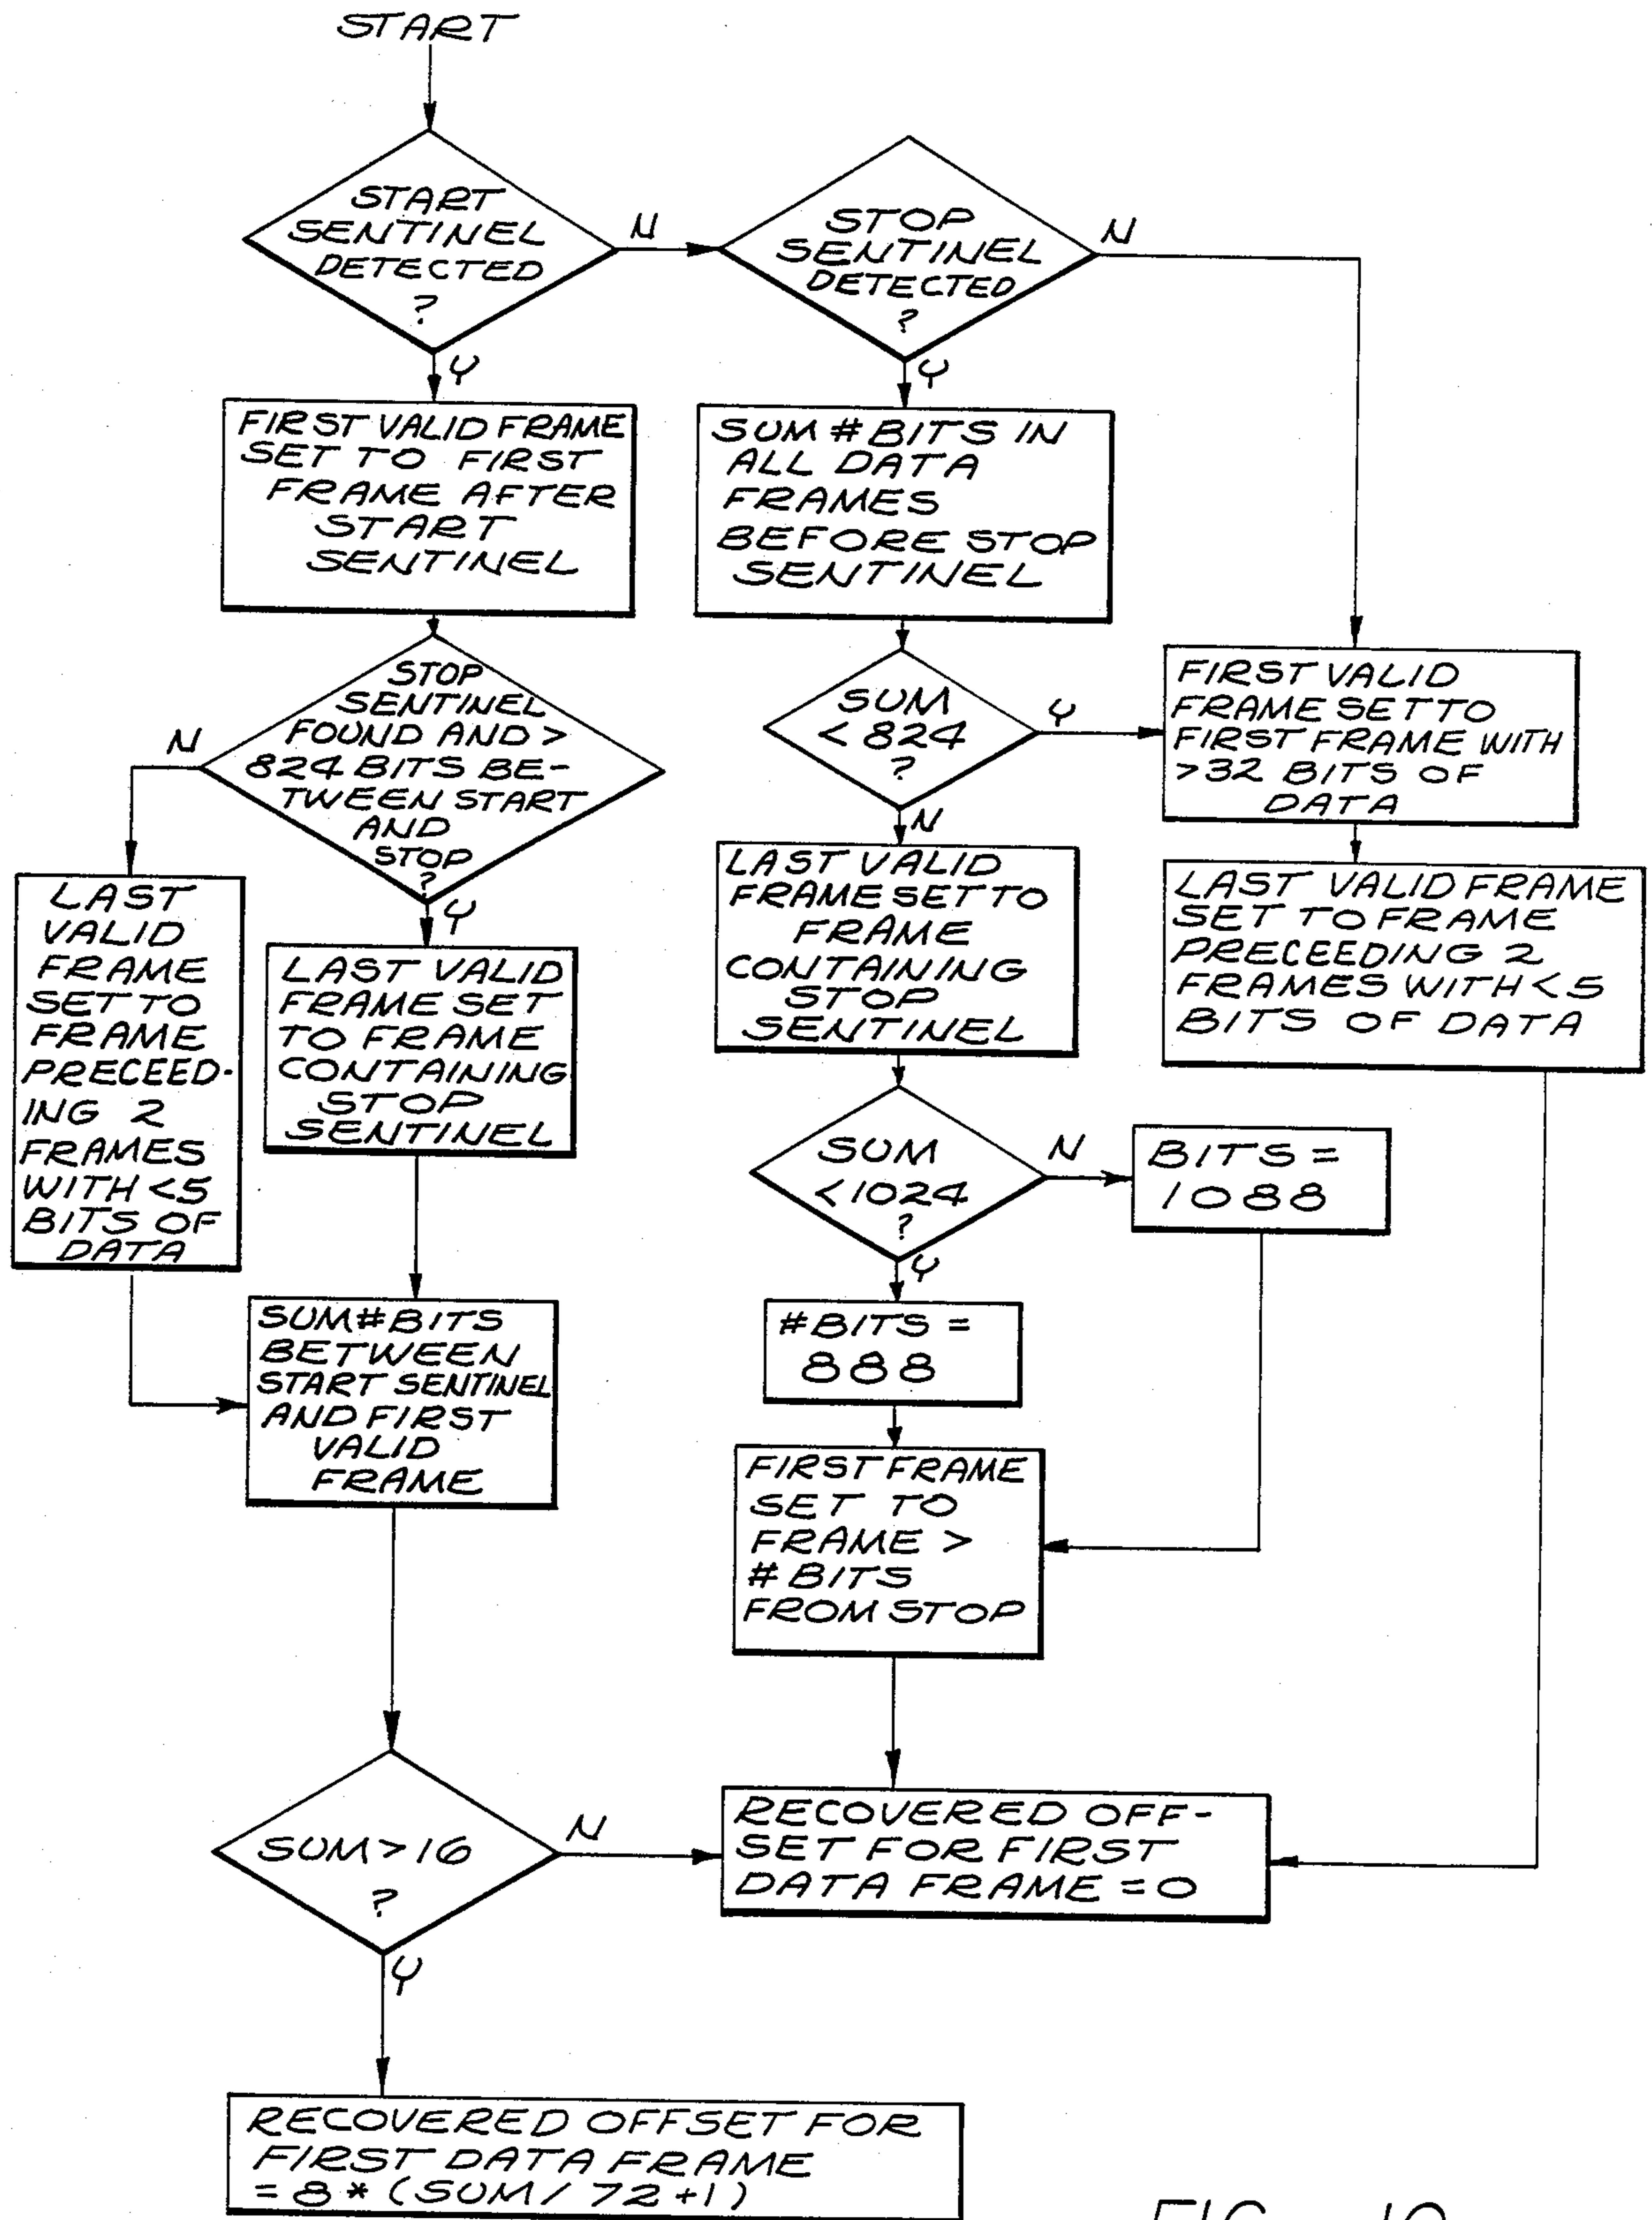 START
START
SENTINEL
DETECTED
?
N
Y
STOP
SENTINEL
DETECTED
?
N
Y
FIRST VALID FRAME
SET TO FIRST
FRAME AFTER
START
SENTINEL
SUM # BITS IN
ALL DATA
FRAMES
BEFORE STOP
SENTINEL
STOP
SENTINEL
FOUND AND >
824 BITS BE-
TWEEN START
AND
STOP
?
N
Y
SUM
< 824
?
Y
N
FIRST VALID
FRAME SET TO
FIRST FRAME WITH
>32 BITS OF
DATA
LAST
VALID
FRAME
SET TO
FRAME
PRECEED-
ING 2
FRAMES
WITH <5
BITS OF
DATA
LAST VALID
FRAME SET
TO FRAME
CONTAINING
STOP
SENTINEL
LAST VALID
FRAME SET TO
FRAME
CONTAINING
STOP
SENTINEL
LAST VALID FRAME
SET TO FRAME
PRECEEDING 2
FRAMES WITH <5
BITS OF DATA
SUM
<1024
?
N
Y
BITS =
1088
SUM # BITS
BETWEEN
START SENTINEL
AND FIRST
VALID
FRAME
#BITS =
888
FIRST FRAME
SET TO
FRAME >
# BITS
FROM STOP
SUM > 16
?
N
Y
RECOVERED OFF-
SET FOR FIRST
DATA FRAME = 0
RECOVERED OFFSET FOR
FIRST DATA FRAME
= 8 * (SUM / 72 +1)